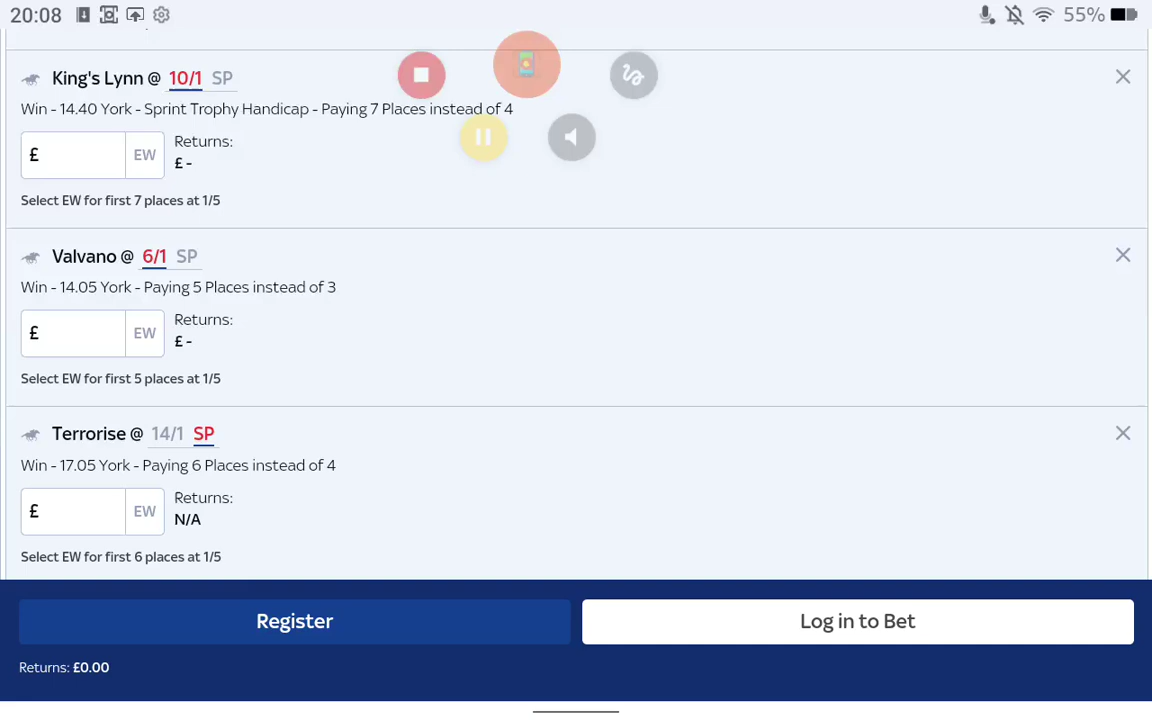 20:08
55%
King's Lynn @ 10/1 SP
Win - 14.40 York - Sprint Trophy Handicap - Paying 7 Places instead of 4
£ EW
Returns:
£ -
Select EW for first 7 places at 1/5
Valvano @ 6/1 SP
Win - 14.05 York - Paying 5 Places instead of 3
£ EW
Returns:
£ -
Select EW for first 5 places at 1/5
Terrorise @ 14/1 SP
Win - 17.05 York - Paying 6 Places instead of 4
£ EW
Returns:
N/A
Select EW for first 6 places at 1/5
Register
Log in to Bet
Returns: £0.00